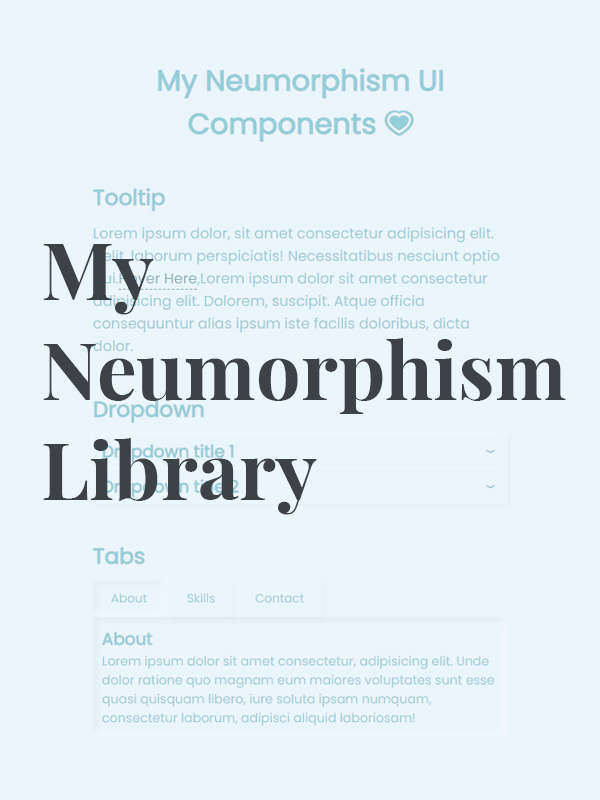 My Neumorphism UI
Components
Tooltip
Lorem ipsum dolor, sit amet consectetur adipisicing elit.
Velit, laborum perspiciatis! Necessitatibus nesciunt optio
qui.Hover Here,Lorem ipsum dolor sit amet consectetur
adipisicing elit. Dolorem, suscipit. Atque officia
consequuntur alias ipsum iste facilis doloribus, dicta
dolor.
My
Neumorphism
Library
Dropdown
Dropdown title 1
Dropdown title 2
Tabs
About Skills Contact
About
Lorem ipsum dolor sit amet consectetur, adipisicing elit. Unde
dolor ratione quo magnam eum maiores voluptates sunt esse
quasi quisquam libero, iure soluta ipsam numquam,
consectetur laborum, adipisci aliquid laboriosam!